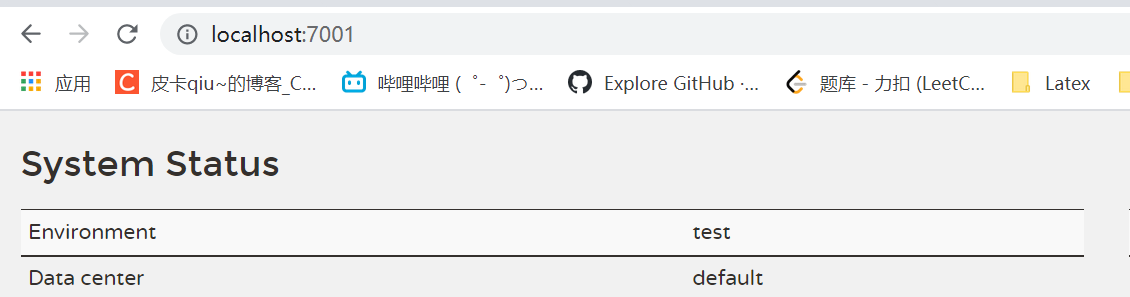 localhost:7001
应用 皮卡qiu~的博客_C... 哔哩哔哩 ( ゜- ゜)つ... Explore GitHub ·... 题库 - 力扣 (LeetC... Latex
System Status
Environment test
Data center default